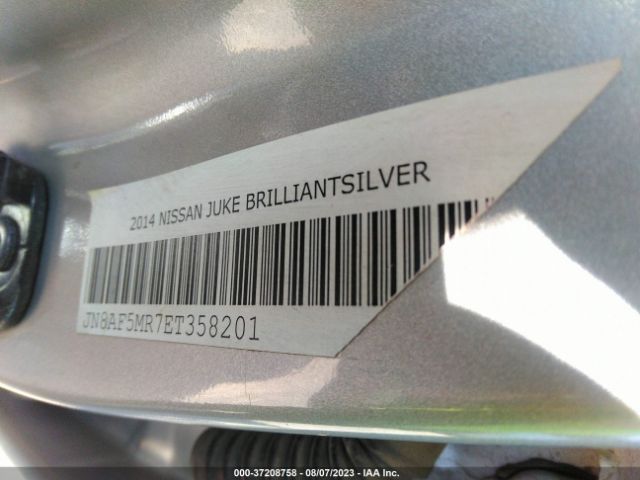 2014 NISSAN JUKE BRILLIANTSILVER
JN8AF5MR7ET358201
000-37208758 - 08/07/2023 - IAA Inc.